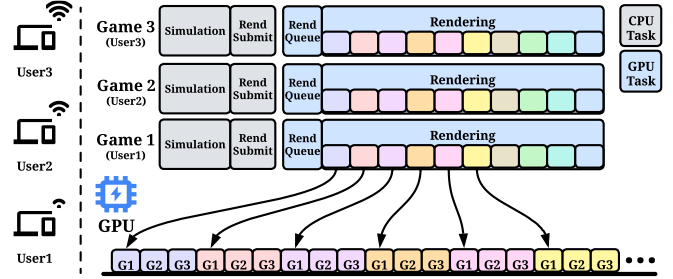 User3
User2
User1
Game 3
(User3)
Simulation
Rend
Submit
Rend
Queue
Rendering
Game 2
(User2)
Simulation
Rend
Submit
Rend
Queue
Rendering
Game 1
(User1)
Simulation
Rend
Submit
Rend
Queue
Rendering
CPU
Task
GPU
Task
GPU
G1 G2 G3 G1 G2 G3 G1 G2 G3 G1 G2 G3 G1 G2 G3 G1 G2 G3